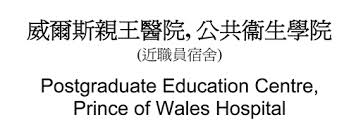 威爾斯親王醫院, 公共衞生學院
(近職員宿舍)
Postgraduate Education Centre,
Prince of Wales Hospital